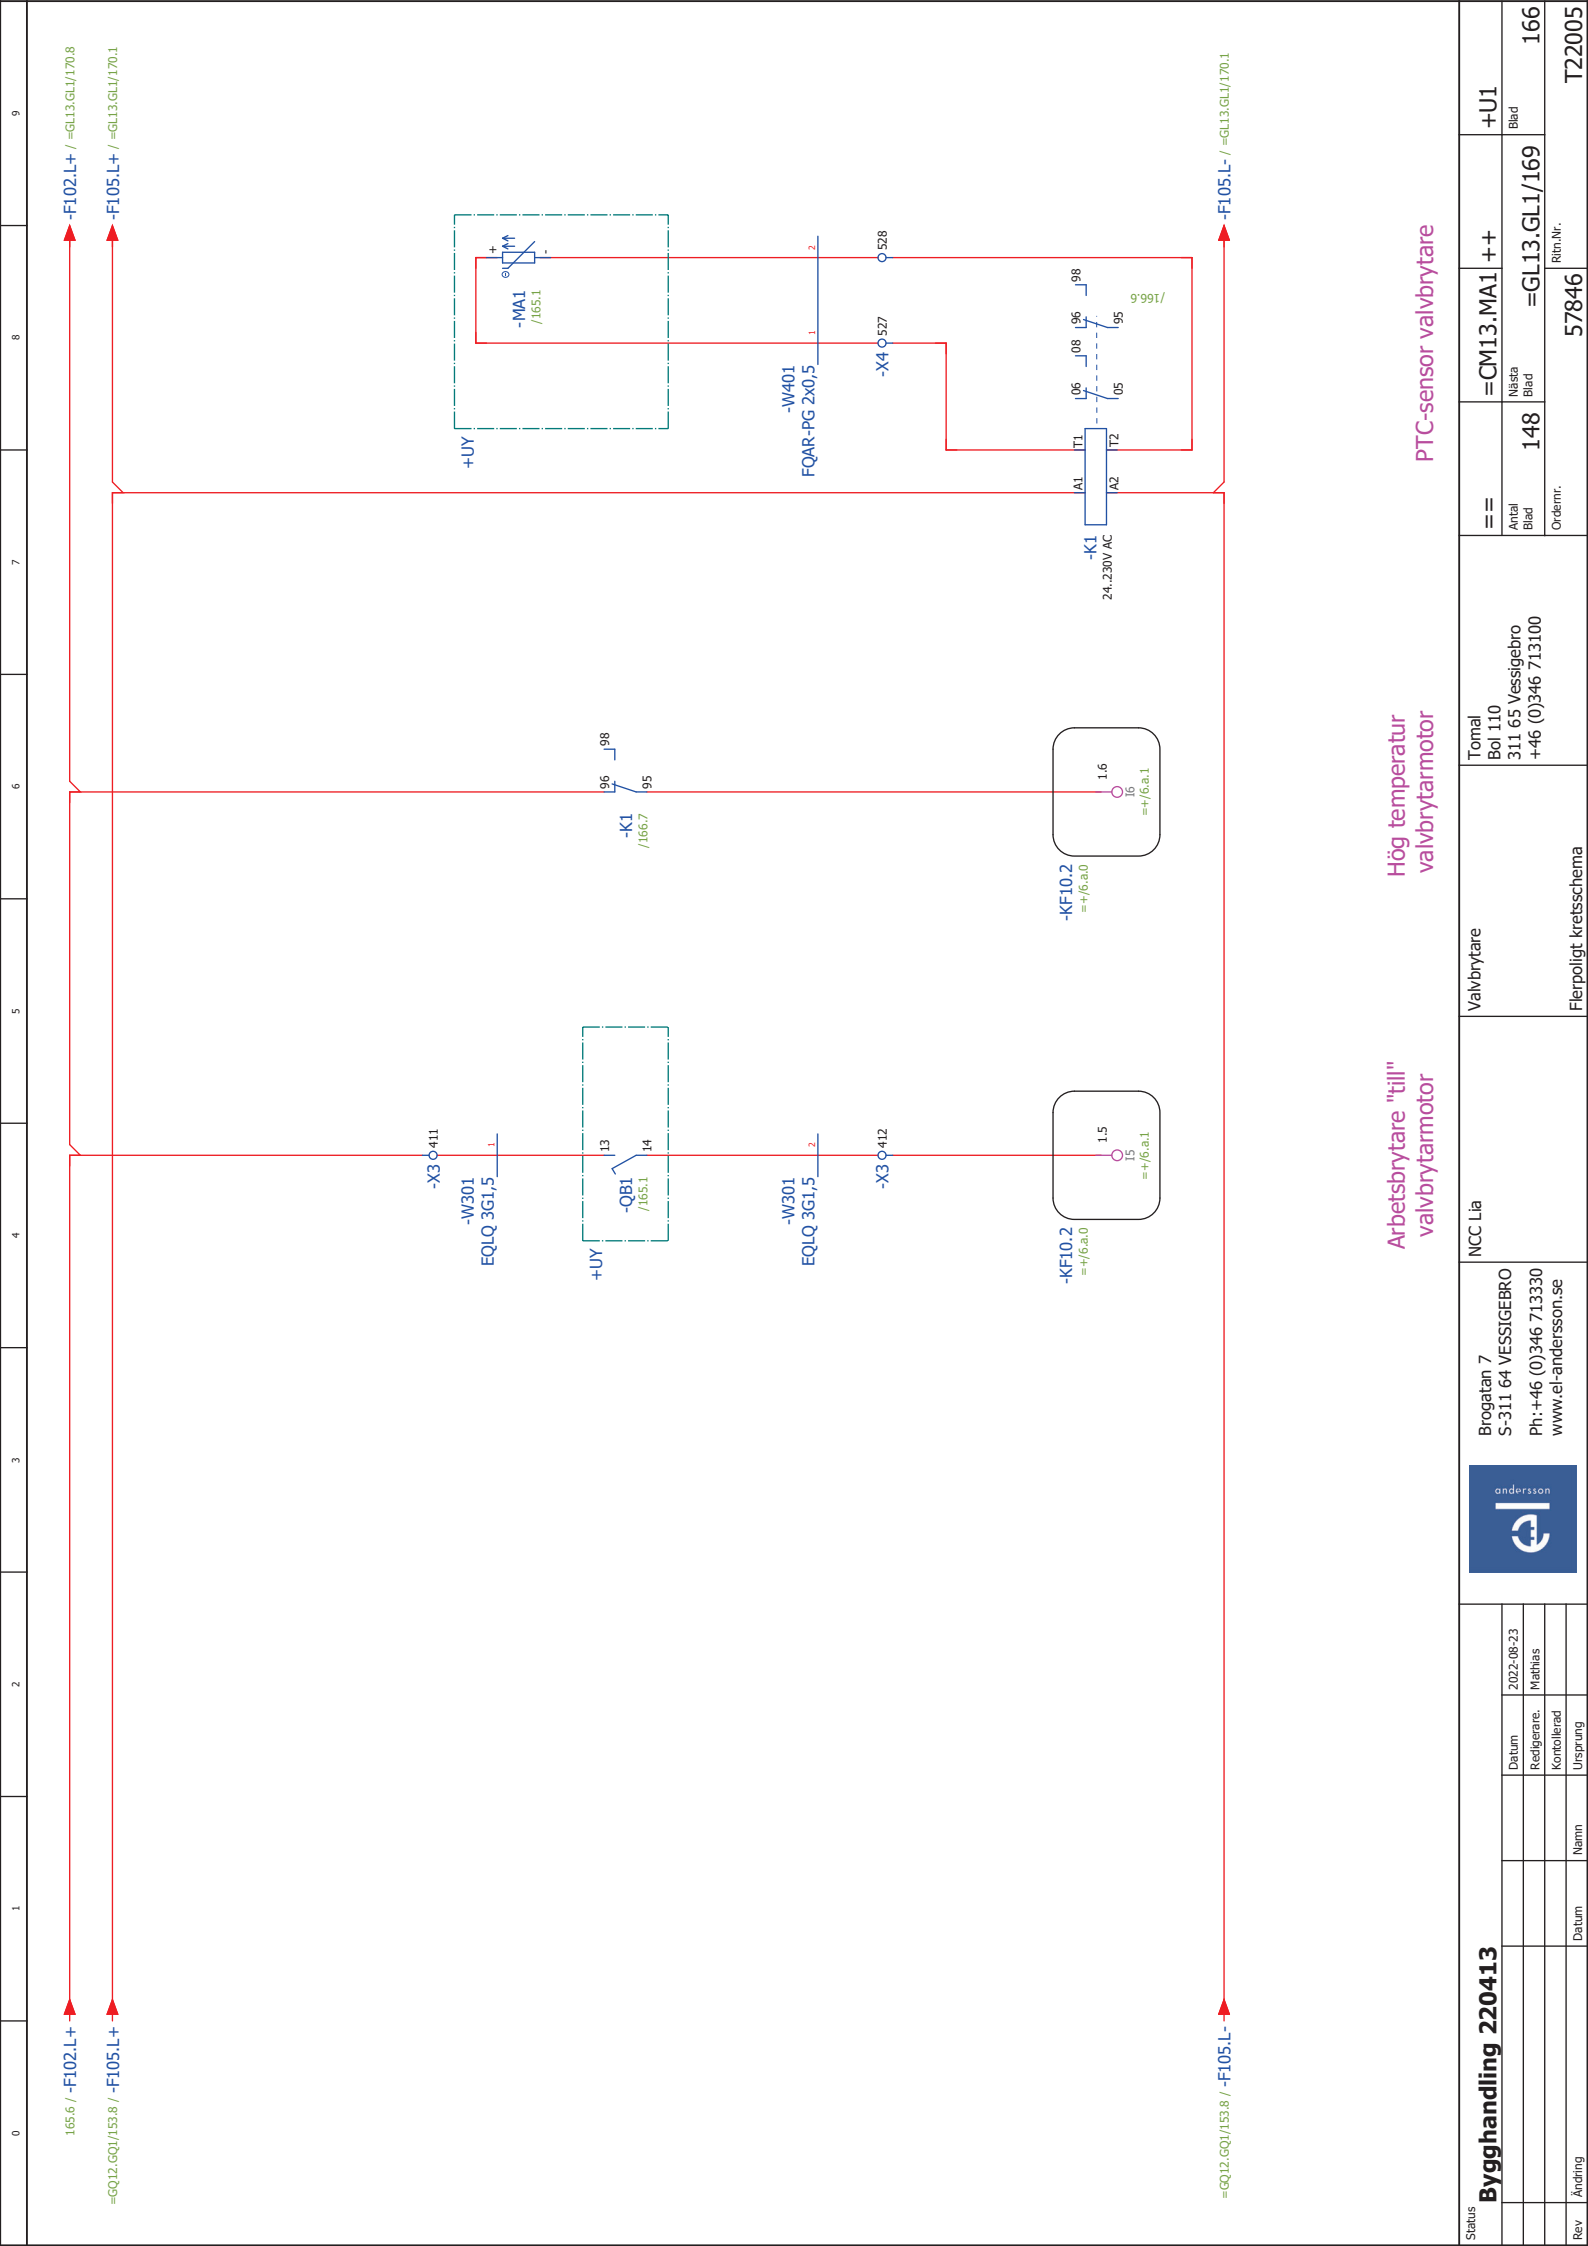 0 1 2 3 4 5 6 7 8 9
165.6 / -F102.L+
-F102.L+ / =GL13.GL1/170.8
=GQ12.GQ1/153.8 / -F105.L+
-F105.L+ / =GL13.GL1/170.1
-X3 411
-W301 1
EQLQ 3G1,5
+UY
-QB1
/165.1
13
14
-W301 2
EQLQ 3G1,5
-X3 412
-KF10.2
=+/6.a.0
1.5
I5
=+/6.a.1
-K1
/166.7
96
98
95
-KF10.2
=+/6.a.0
1.6
I6
=+/6.a.1
+UY
-MA1
/165.1
+
-
-W401
FQAR-PG 2x0,5
1
2
-X4 527
528
-K1
24..230V AC
A1
A2
T1
T2
06 08
05
96 98
95
/166.6
=GQ12.GQ1/153.8 / -F105.L-
-F105.L- / =GL13.GL1/170.1
Arbetsbrytare "till"
valvbrytarmotor
Hög temperatur
valvbrytarmotor
PTC-sensor valvbrytare
Status
Bygghandling 220413
Rev Ändring Datum Namn
Datum 2022-08-23
Redigerare. Mathias
Kontollerad
Ursprung
andersson
el
Brogatan 7
S-311 64 VESSIGEBRO
Ph:+46 (0)346 713330
www.el-andersson.se
NCC Lia
Valvbrytare
Flerpoligt kretsschema
Tomal
Bol 110
311 65 Vessigebro
+46 (0)346 713100
== =CM13.MA1 ++ +U1
Antal
Blad 148
Nästa
Blad =GL13.GL1/169
Blad 166
Ordernr. 57846
Ritn.Nr. T22005